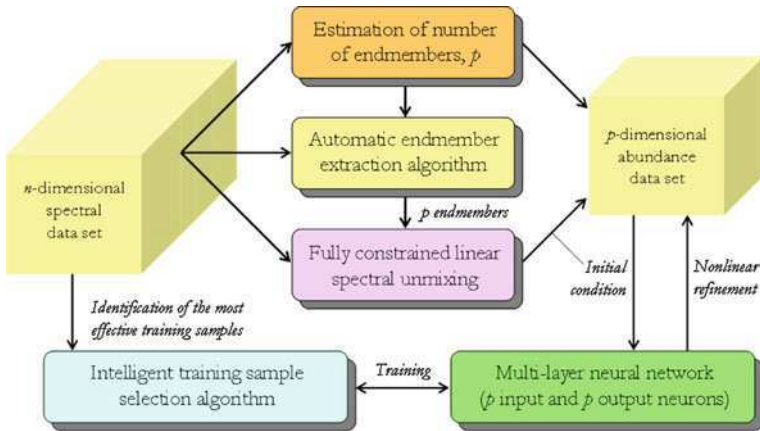 Estimation of number
of endmembers, p
Automatic endmember
extraction algorithm
p endmembers
Fully constrained linear
spectral unmixing
n-dimensional
spectral
data set
p-dimensional
abundance
data set
Initial
condition
Nonlinear
refinement
Identification of the most
effective training samples
Intelligent training sample
selection algorithm
Training
Multi-layer neural network
(p input and p output neurons)